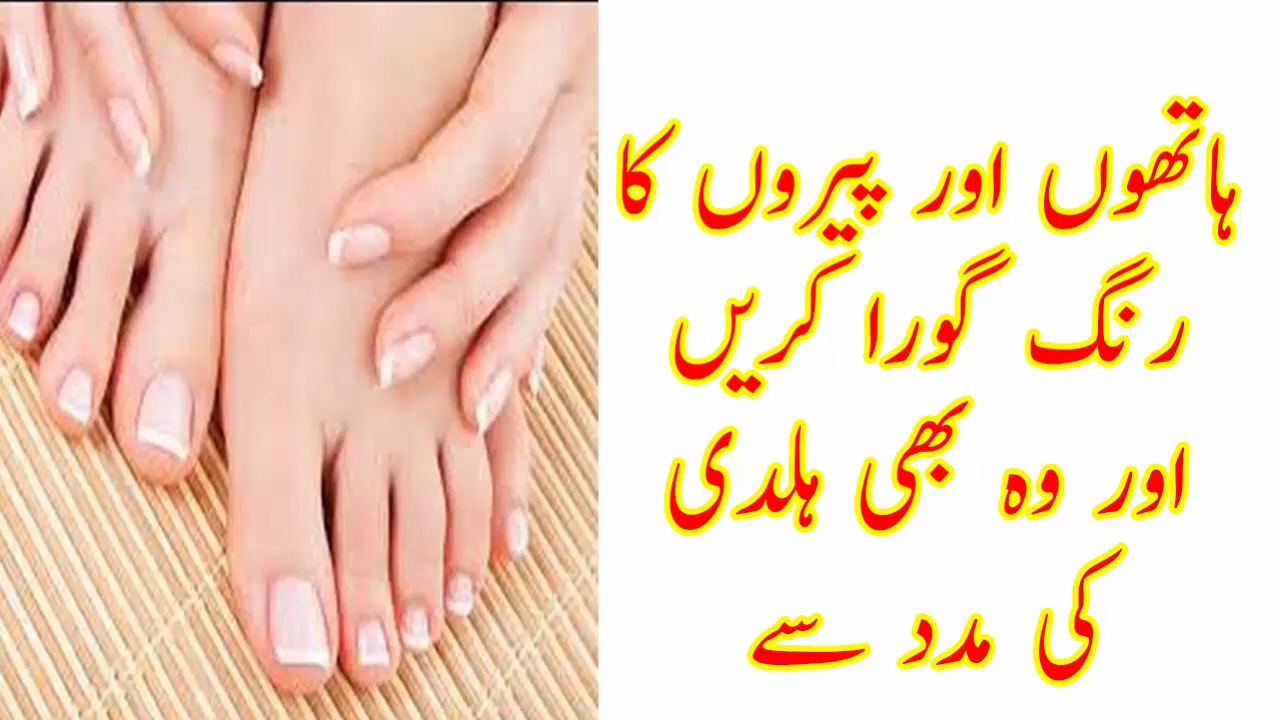 ہاتھوں اور پیروں کا
رنگ گورا کریں
اور وہ بھی ہلدی
کی مدد سے